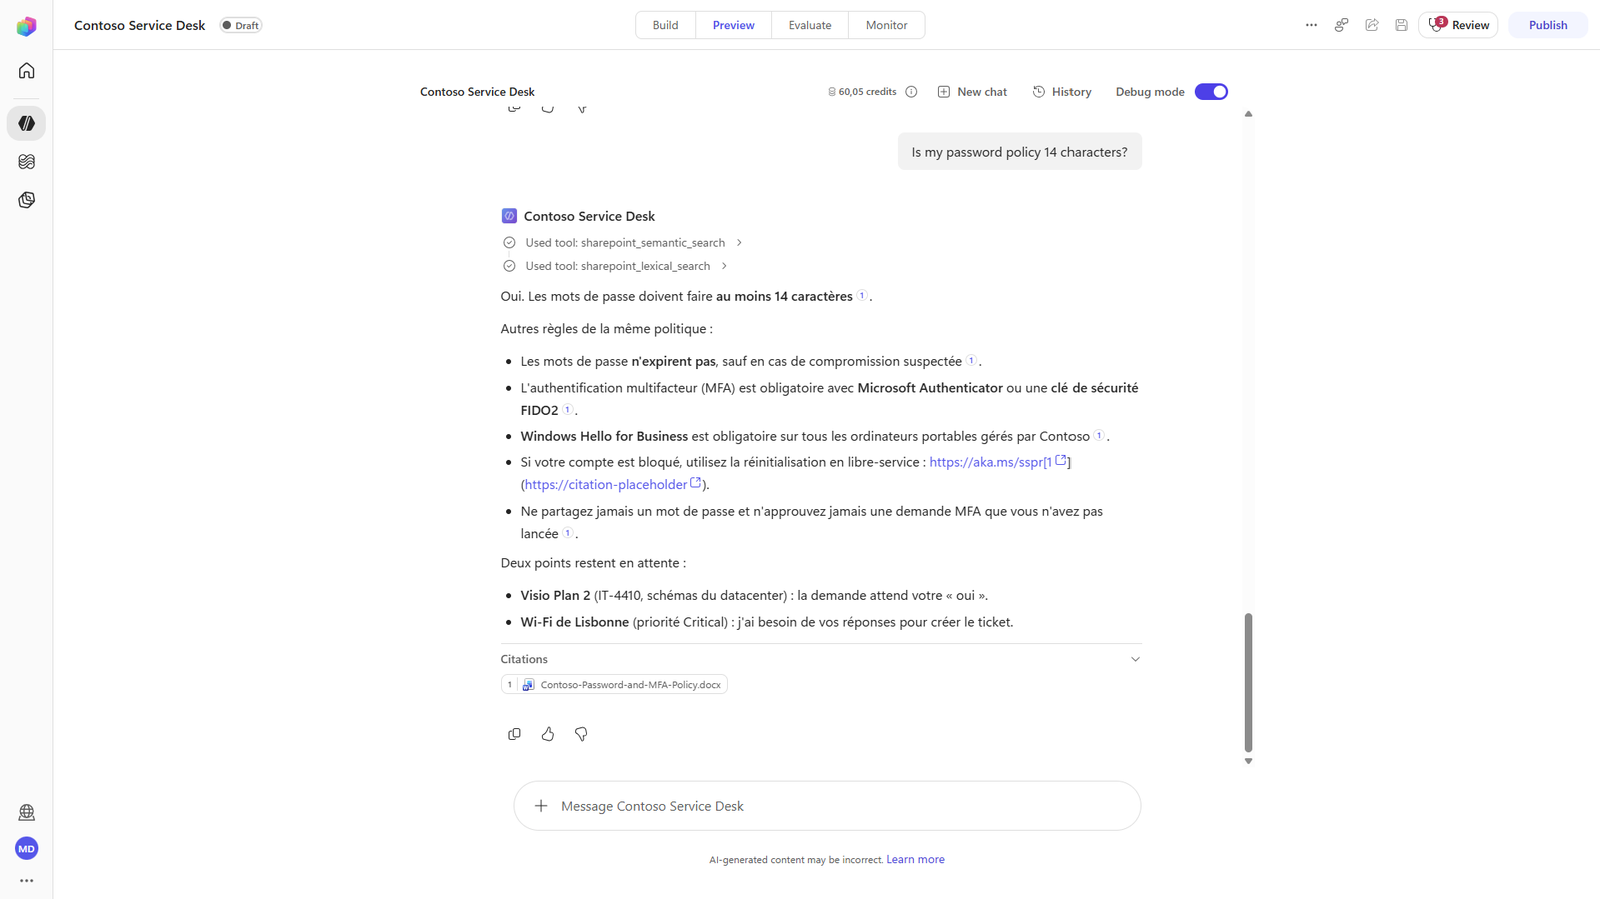 Contoso Service Desk
Draft
Build
Preview
Evaluate
Monitor
3
Review
Publish
Contoso Service Desk
60,05 credits
New chat
History
Debug mode
Is my password policy 14 characters?
Contoso Service Desk
Used tool: sharepoint_semantic_search
Used tool: sharepoint_lexical_search
Oui. Les mots de passe doivent faire au moins 14 caractères 1 .
Autres règles de la même politique :
• Les mots de passe n'expirent pas, sauf en cas de compromission suspectée 1 .
• L'authentification multifacteur (MFA) est obligatoire avec Microsoft Authenticator ou une clé de sécurité
FIDO2 1 .
• Windows Hello for Business est obligatoire sur tous les ordinateurs portables gérés par Contoso 1 .
• Si votre compte est bloqué, utilisez la réinitialisation en libre-service : https://aka.ms/sspr[1 ]
(https://citation-placeholder ).
• Ne partagez jamais un mot de passe et n'approuvez jamais une demande MFA que vous n'avez pas
lancée 1 .
Deux points restent en attente :
• Visio Plan 2 (IT-4410, schémas du datacenter) : la demande attend votre « oui ».
• Wi-Fi de Lisbonne (priorité Critical) : j'ai besoin de vos réponses pour créer le ticket.
Citations
1 Contoso-Password-and-MFA-Policy.docx
Message Contoso Service Desk
MD
AI-generated content may be incorrect. Learn more